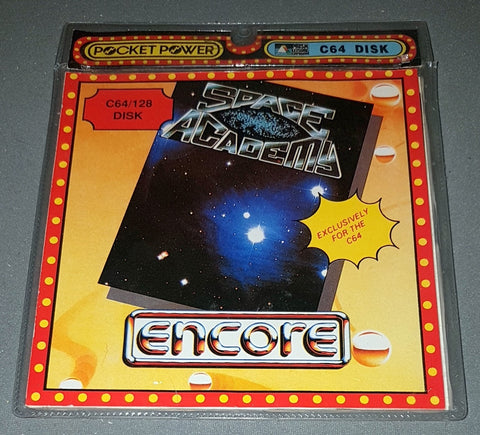 POCKET POWER
C64 DISK
C64/128
DISK
SPACE
ACADEMY
EXCLUSIVELY
FOR THE
C64
ENCORE